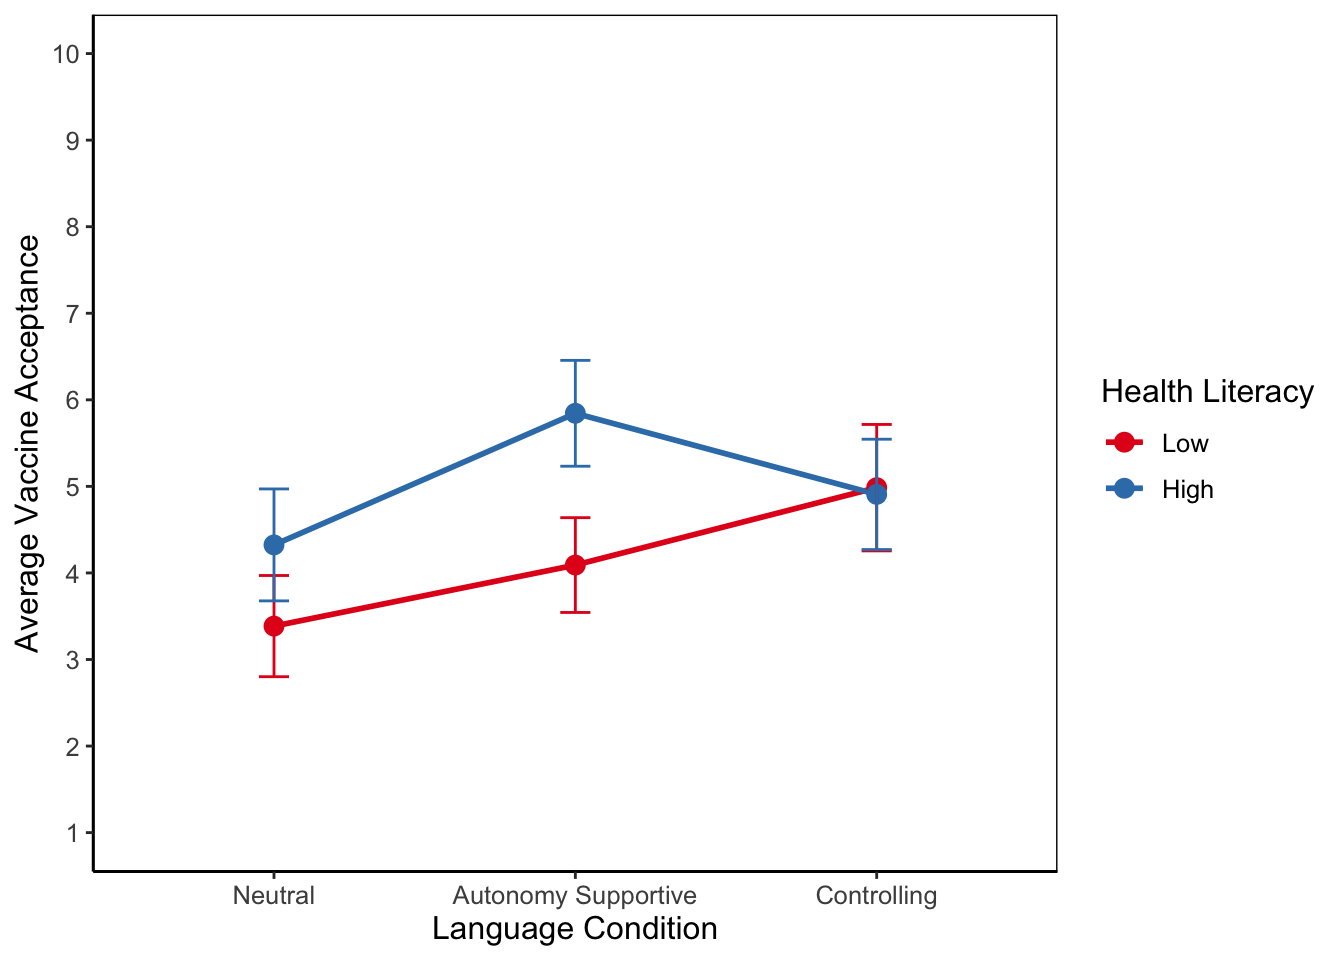 10
9
8
7
6
5
4
3
2
1
Average Vaccine Acceptance
Neutral
Autonomy Supportive
Controlling
Language Condition
Health Literacy
Low
High